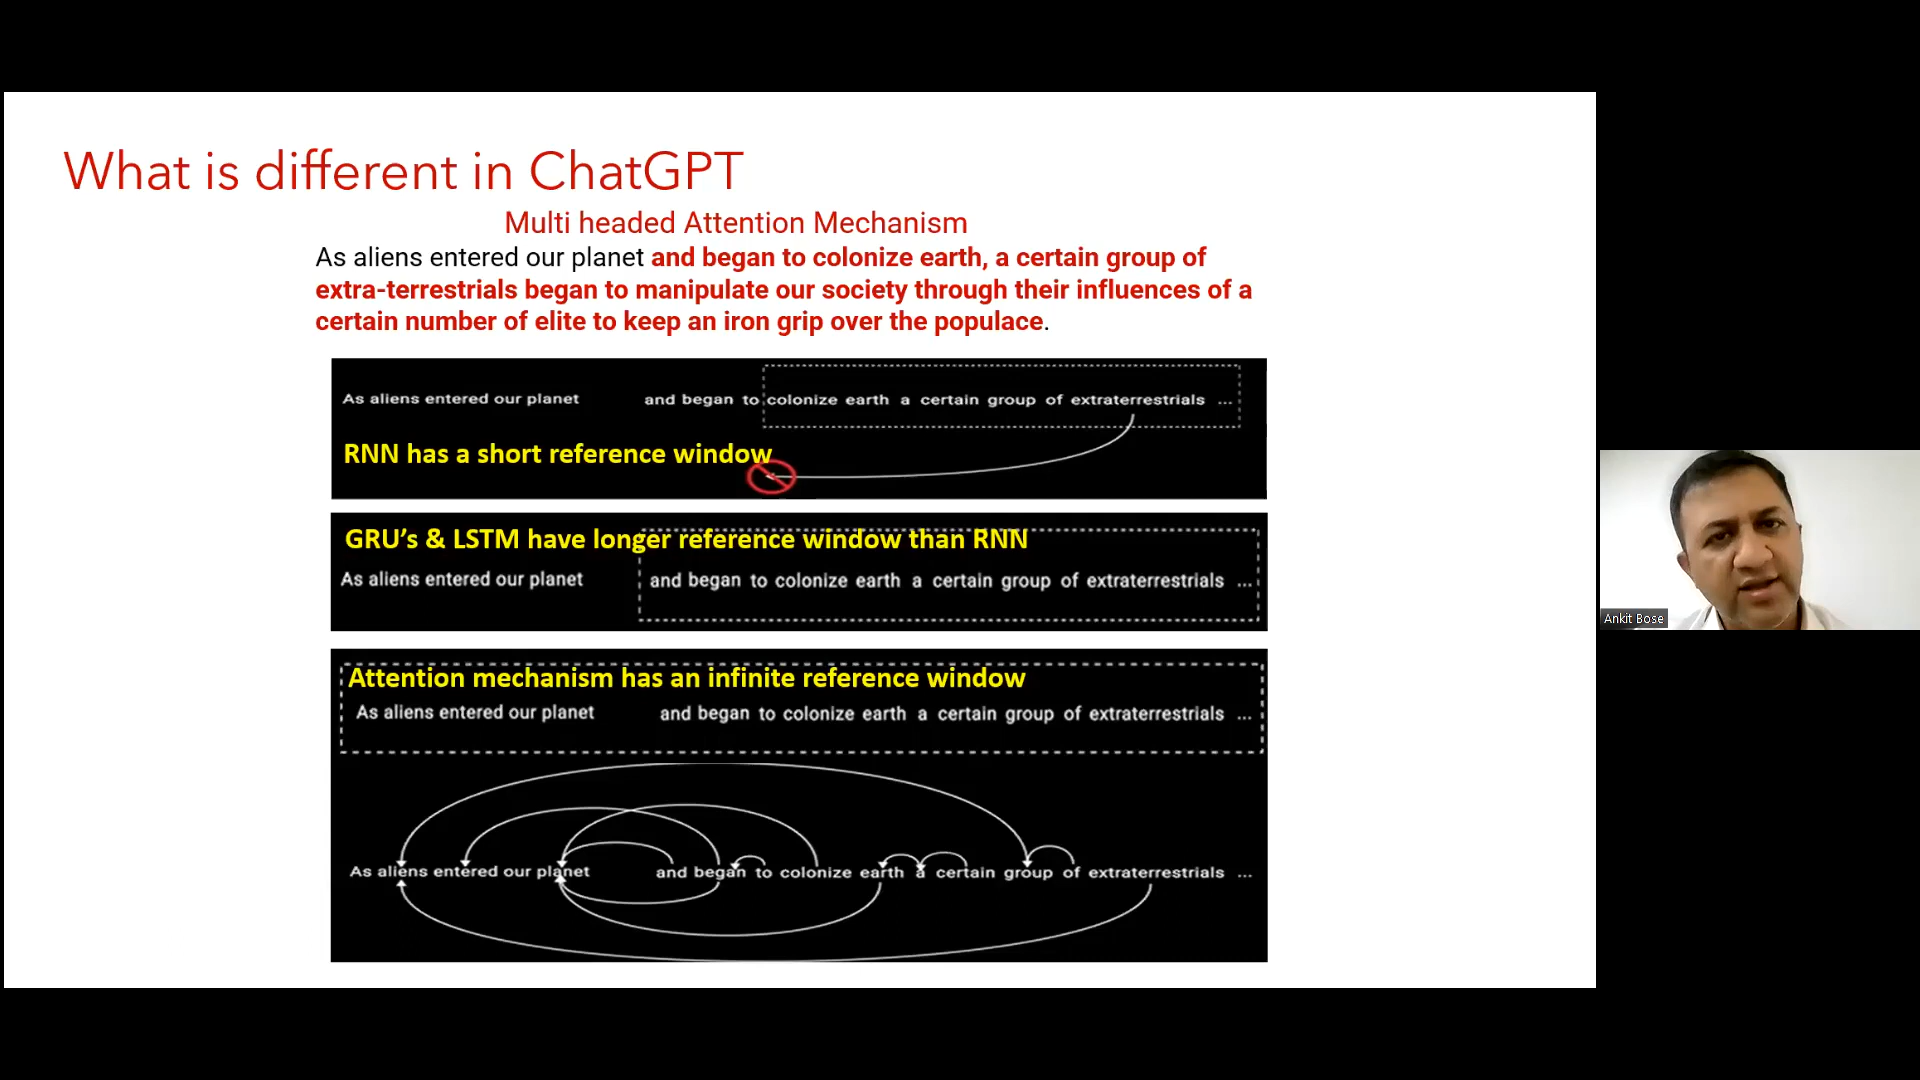 What is different in ChatGPT
Multi headed Attention Mechanism
As aliens entered our planet and began to colonize earth, a certain group of
extra-terrestrials began to manipulate our society through their influences of a
certain number of elite to keep an iron grip over the populace.
As aliens entered our planet and began to colonize earth a certain group of extraterrestrials ...
RNN has a short reference window
GRU's & LSTM have longer reference window than RNN
As aliens entered our planet and began to colonize earth a certain group of extraterrestrials ...
Attention mechanism has an infinite reference window
As aliens entered our planet and began to colonize earth a certain group of extraterrestrials ...
As aliens entered our planet and began to colonize earth a certain group of extraterrestrials ...
Ankit Bose